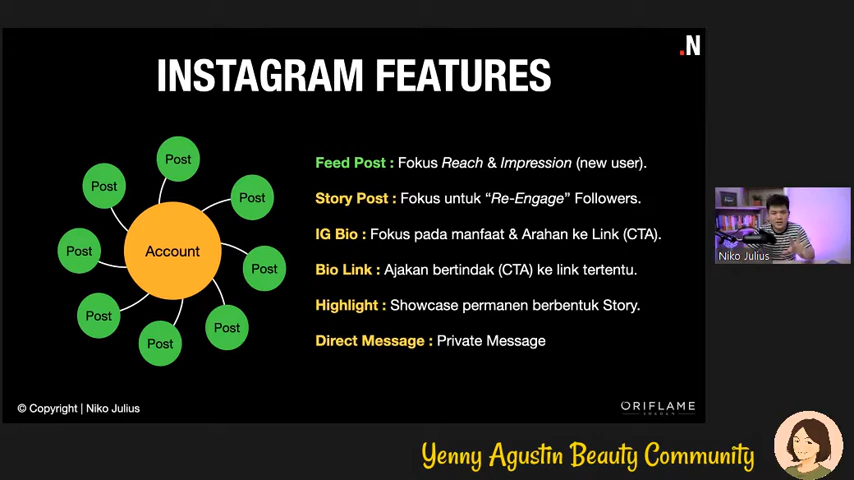 .N
INSTAGRAM FEATURES
Post
Post
Post
Post
Post
Post
Post
Post
Account
Feed Post : Fokus Reach & Impression (new user).
Story Post : Fokus untuk “Re-Engage” Followers.
IG Bio : Fokus pada manfaat & Arahan ke Link (CTA).
Bio Link : Ajakan bertindak (CTA) ke link tertentu.
Highlight : Showcase permanen berbentuk Story.
Direct Message : Private Message
Niko Julius
© Copyright | Niko Julius
ORIFLAME
SWEDEN
Yenny Agustin Beauty Community